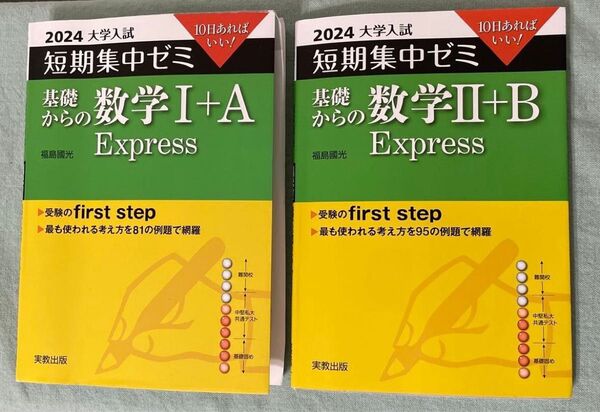 2024 大学入試
10日あれば
いい!
短期集中ゼミ
基礎
からの
数学I+A
Express
福島國光
▶受験のfirst step
▶最も使われる考え方を81の例題で網羅
難関校
中堅私大
共通テスト
基礎固め
実教出版
2024 大学入試
10日あれば
いい!
短期集中ゼミ
基礎
からの
数学II+B
Express
福島國光
▶受験のfirst step
▶最も使われる考え方を95の例題で網羅
難関校
中堅私大
共通テスト
基礎固め
実教出版